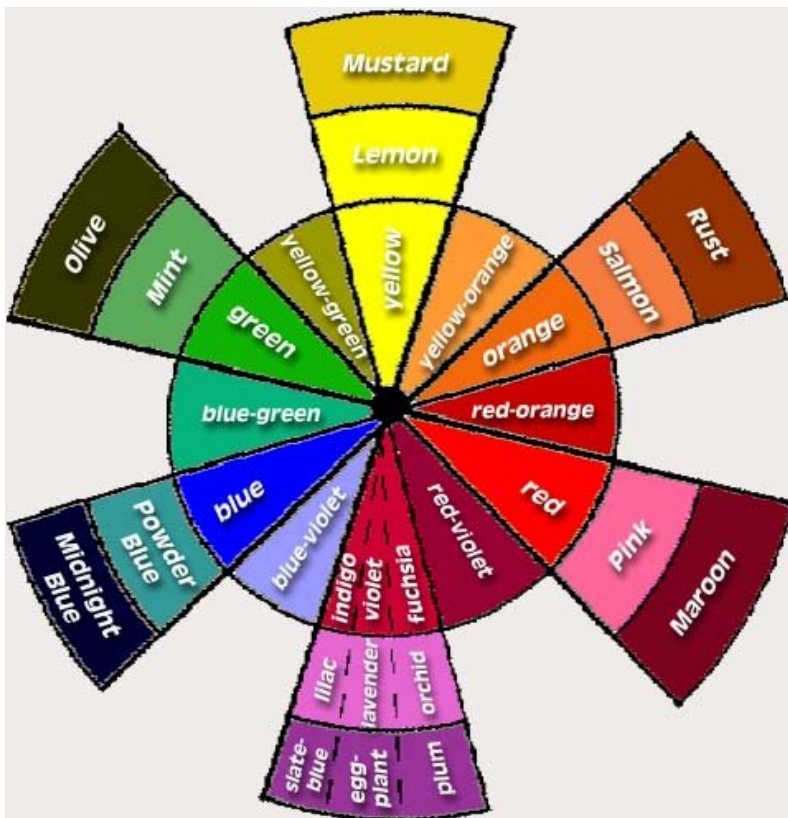 Mustard
Lemon
yellow
yellow-green
yellow-orange
Olive
Mint
green
Salmon
Rust
orange
blue-green
red-orange
blue
Powder
Blue
Midnight
Blue
blue-violet
indigo
violet
fuchsia
red-violet
red
Pink
Maroon
lilac
lavender
orchid
slate-
blue
egg-
plant
plum